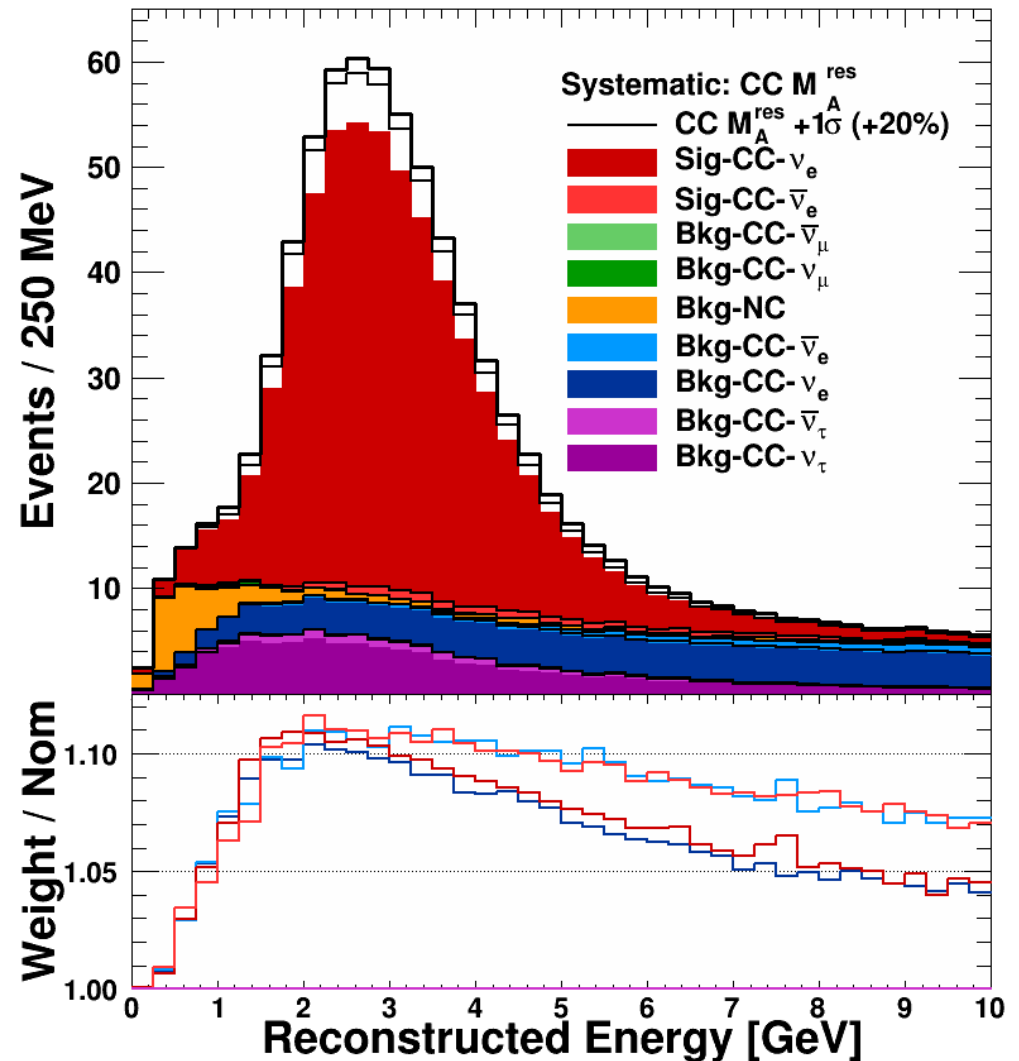 Systematic: CC M_A^res
CC M_A^res +1σ (+20%)
Sig-CC-ν_e
Sig-CC-ν̄_e
Bkg-CC-ν̄_μ
Bkg-CC-ν_μ
Bkg-NC
Bkg-CC-ν̄_e
Bkg-CC-ν_e
Bkg-CC-ν̄_τ
Bkg-CC-ν_τ
Events / 250 MeV
60
50
40
30
20
10
Weight / Nom
1.10
1.05
1.00
0 1 2 3 4 5 6 7 8 9 10
Reconstructed Energy [GeV]